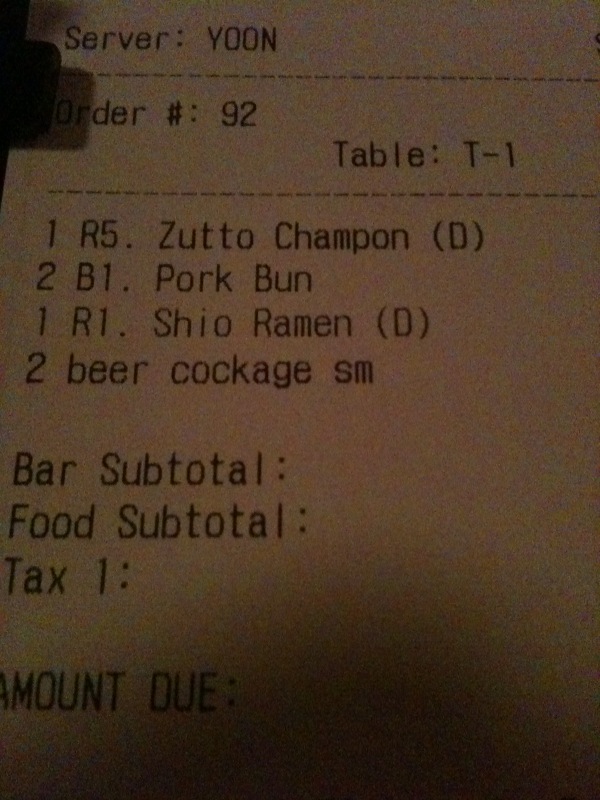 Server: YOON
Order #: 92
Table: T-1
1 R5. Zutto Champon (D)
2 B1. Pork Bun
1 R1. Shio Ramen (D)
2 beer cockage sm
Bar Subtotal:
Food Subtotal:
Tax 1:
AMOUNT DUE: